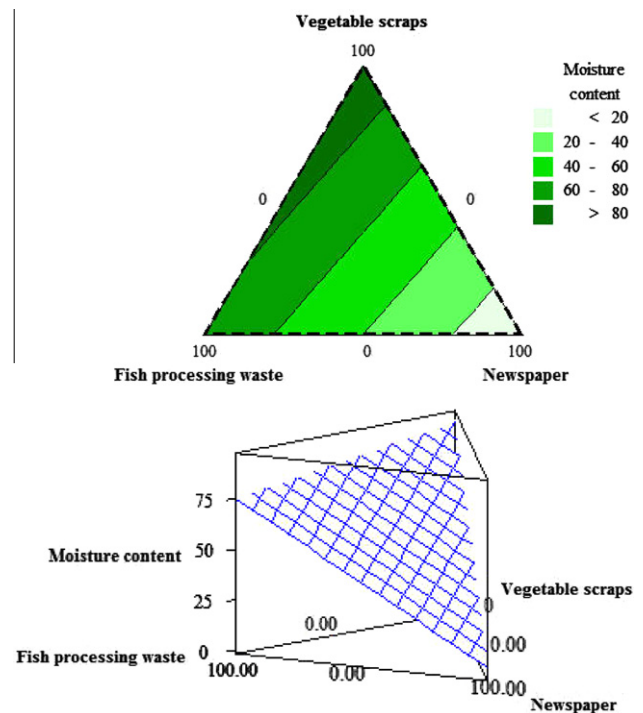 Vegetable scraps
100
Moisture
content
< 20
20 - 40
40 - 60
60 - 80
> 80
0
0
100
0
100
Fish processing waste
Newspaper
75
50
25
0
Moisture content
Vegetable scraps
0
0.00
0.00
Fish processing waste
100.00
0.00
100.00
Newspaper